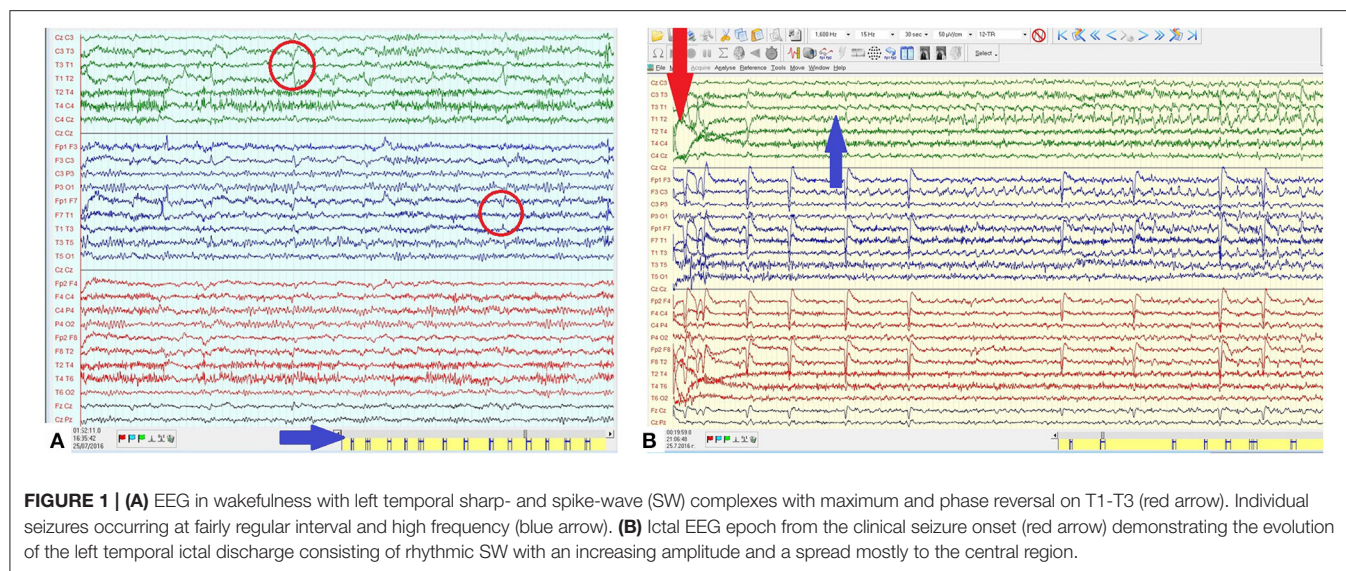 Cz C3
C3 T3
T3 T1
T1 T2
T2 T4
T4 C4
C4 Cz
Cz Cz
Fp1 F3
F3 C3
C3 P3
P3 O1
Fp1 F7
F7 T1
T1 T3
T3 T5
T5 O1
Cz Cz
Fp2 F4
F4 C4
C4 P4
P4 O2
Fp2 F8
F8 T2
T2 T4
T4 T6
T6 O2
Fz Cz
Cz Pz
01:52:11.0
16:35:42
25/07/2016
A
1,600 Hz 15 Hz 30 sec 50 µV/cm 12-TPI
Select
File Acquire Analyse Reference Tools Move Window Help
Cz C3
C3 T3
T3 T1
T1 T2
T2 T4
T4 C4
C4 Cz
Cz Cz
Fp1 F3
F3 C3
C3 P3
P3 O1
Fp1 F7
F7 T1
T1 T3
T3 T5
T5 O1
Cz Cz
Fp2 F4
F4 C4
C4 P4
P4 O2
Fp2 F8
F8 T2
T2 T4
T4 T6
T6 O2
Fz Cz
Cz Pz
00:19:59.0
21:06:48
25.7.2016 г.
B
FIGURE 1 | (A) EEG in wakefulness with left temporal sharp- and spike-wave (SW) complexes with maximum and phase reversal on T1-T3 (red arrow). Individual
seizures occurring at fairly regular interval and high frequency (blue arrow). (B) Ictal EEG epoch from the clinical seizure onset (red arrow) demonstrating the evolution
of the left temporal ictal discharge consisting of rhythmic SW with an increasing amplitude and a spread mostly to the central region.